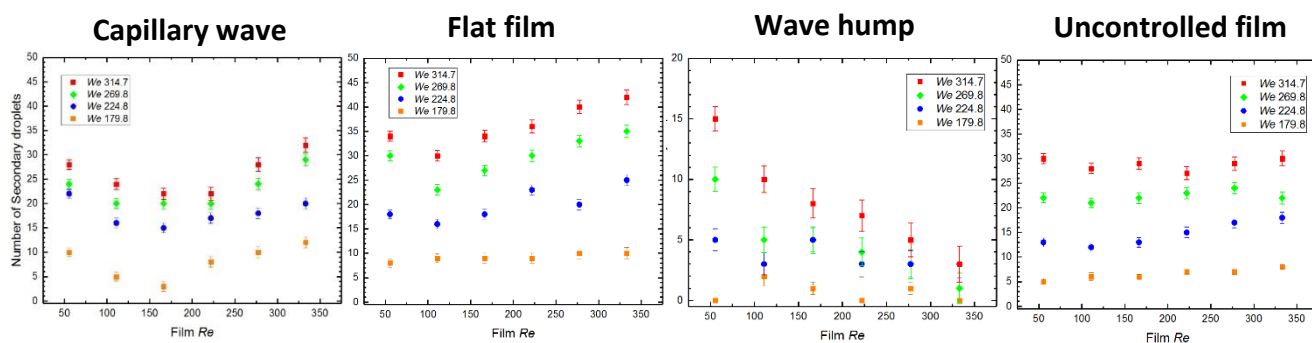 Capillary wave
Flat film
Wave hump
Uncontrolled film
Number of Secondary droplets
50
45
40
35
30
25
20
15
10
5
0
We 314.7
We 269.8
We 224.8
We 179.8
50 100 150 200 250 300 350
Film Re
50
45
40
35
30
25
20
15
10
5
0
We 314.7
We 269.8
We 224.8
We 179.8
50 100 150 200 250 300 350
Film Re
20
15
10
5
0
We 314.7
We 269.8
We 224.8
We 179.8
50 100 150 200 250 300 350
Film Re
50
45
40
35
30
25
20
15
10
5
0
We 314.7
We 269.8
We 224.8
We 179.8
50 100 150 200 250 300 350
Film Re